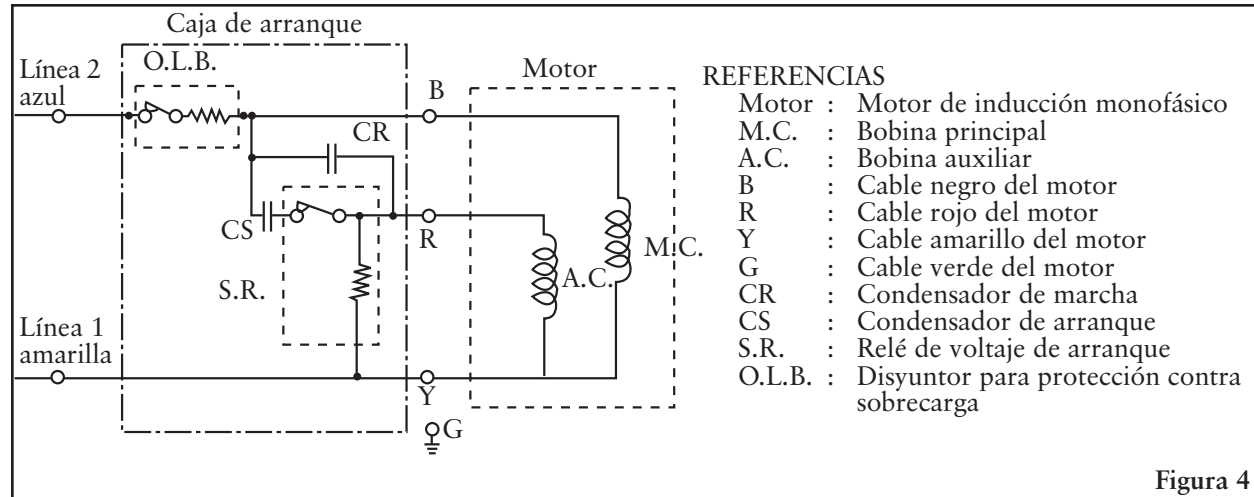 Caja de arranque
O.L.B.
Línea 2
azul
B
Motor
CR
CS
R
S.R.
A.C.
M.C.
Línea 1
amarilla
Y
G
REFERENCIAS
Motor : Motor de inducción monofásico
M.C. : Bobina principal
A.C. : Bobina auxiliar
B : Cable negro del motor
R : Cable rojo del motor
Y : Cable amarillo del motor
G : Cable verde del motor
CR : Condensador de marcha
CS : Condensador de arranque
S.R. : Relé de voltaje de arranque
O.L.B. : Disyuntor para protección contra
sobrecarga
Figura 4